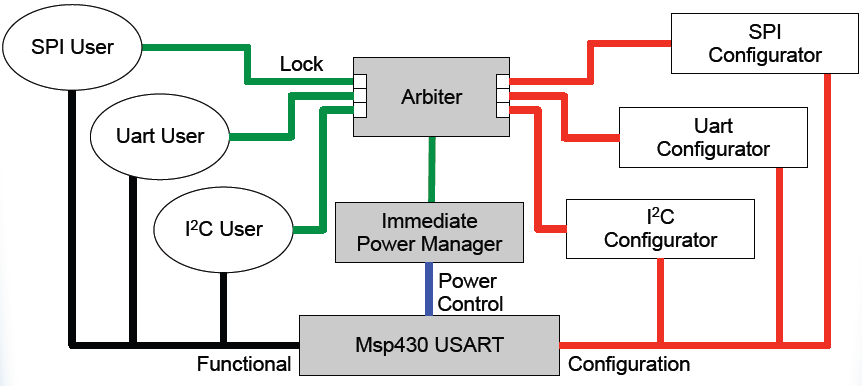 SPI User
Lock
Arbiter
SPI
Configurator
Uart User
Uart
Configurator
I²C User
Immediate
Power Manager
I²C
Configurator
Power
Control
Msp430 USART
Functional
Configuration